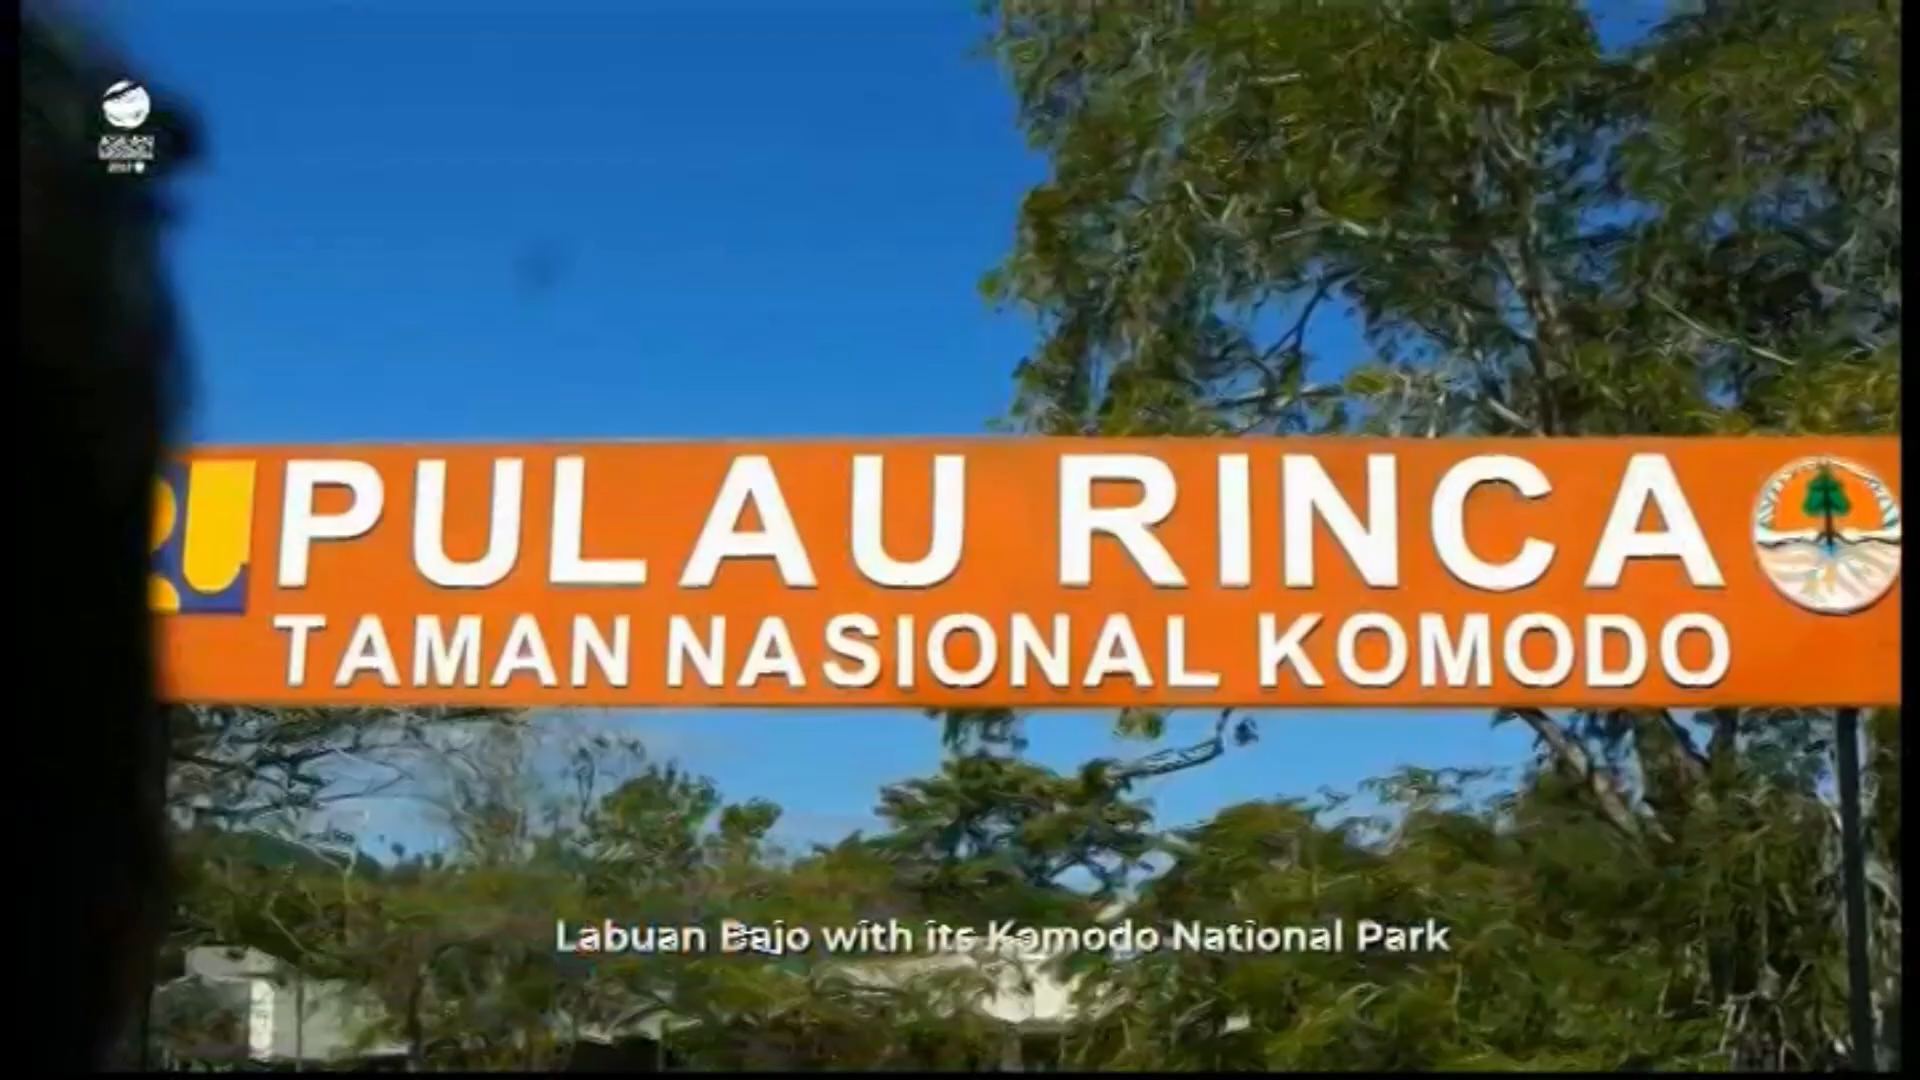 PULAU RINCA
TAMAN NASIONAL KOMODO
Labuan Bajo with its Komodo National Park